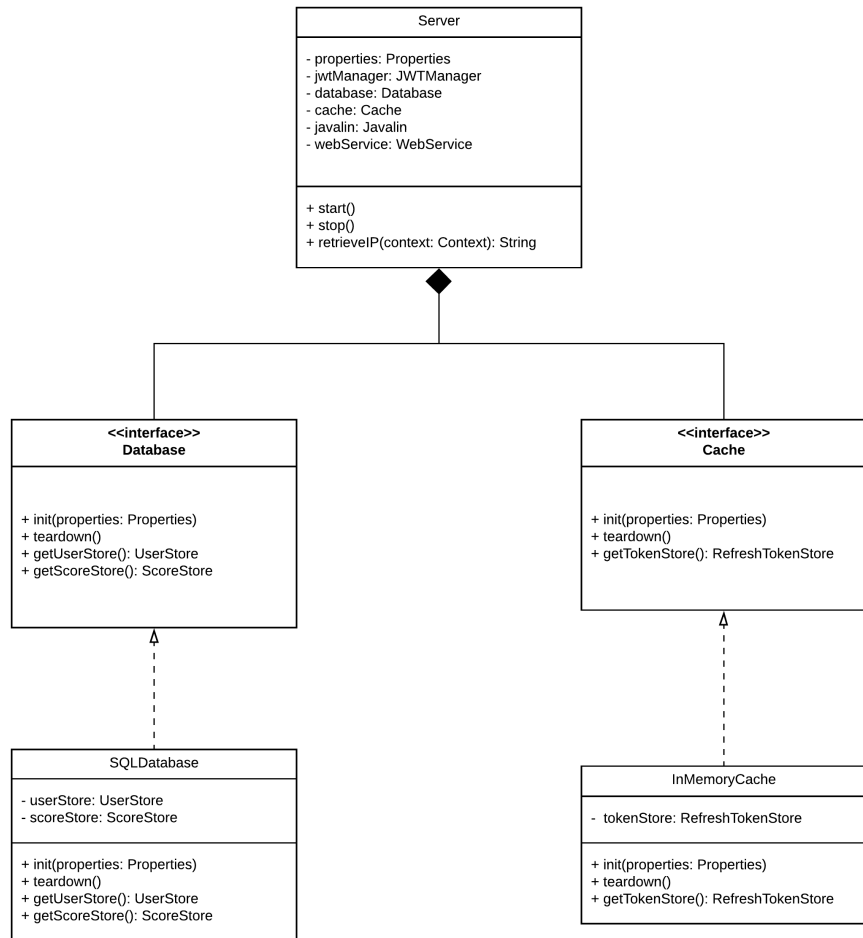 Server
- properties: Properties
- jwtManager: JWTManager
- database: Database
- cache: Cache
- javalin: Javalin
- webService: WebService
+ start()
+ stop()
+ retrieveIP(context: Context): String
<<interface>>
Database
+ init(properties: Properties)
+ teardown()
+ getUserStore(): UserStore
+ getScoreStore(): ScoreStore
<<interface>>
Cache
+ init(properties: Properties)
+ teardown()
+ getTokenStore(): RefreshTokenStore
SQLDatabase
- userStore: UserStore
- scoreStore: ScoreStore
+ init(properties: Properties)
+ teardown()
+ getUserStore(): UserStore
+ getScoreStore(): ScoreStore
InMemoryCache
- tokenStore: RefreshTokenStore
+ init(properties: Properties)
+ teardown()
+ getTokenStore(): RefreshTokenStore